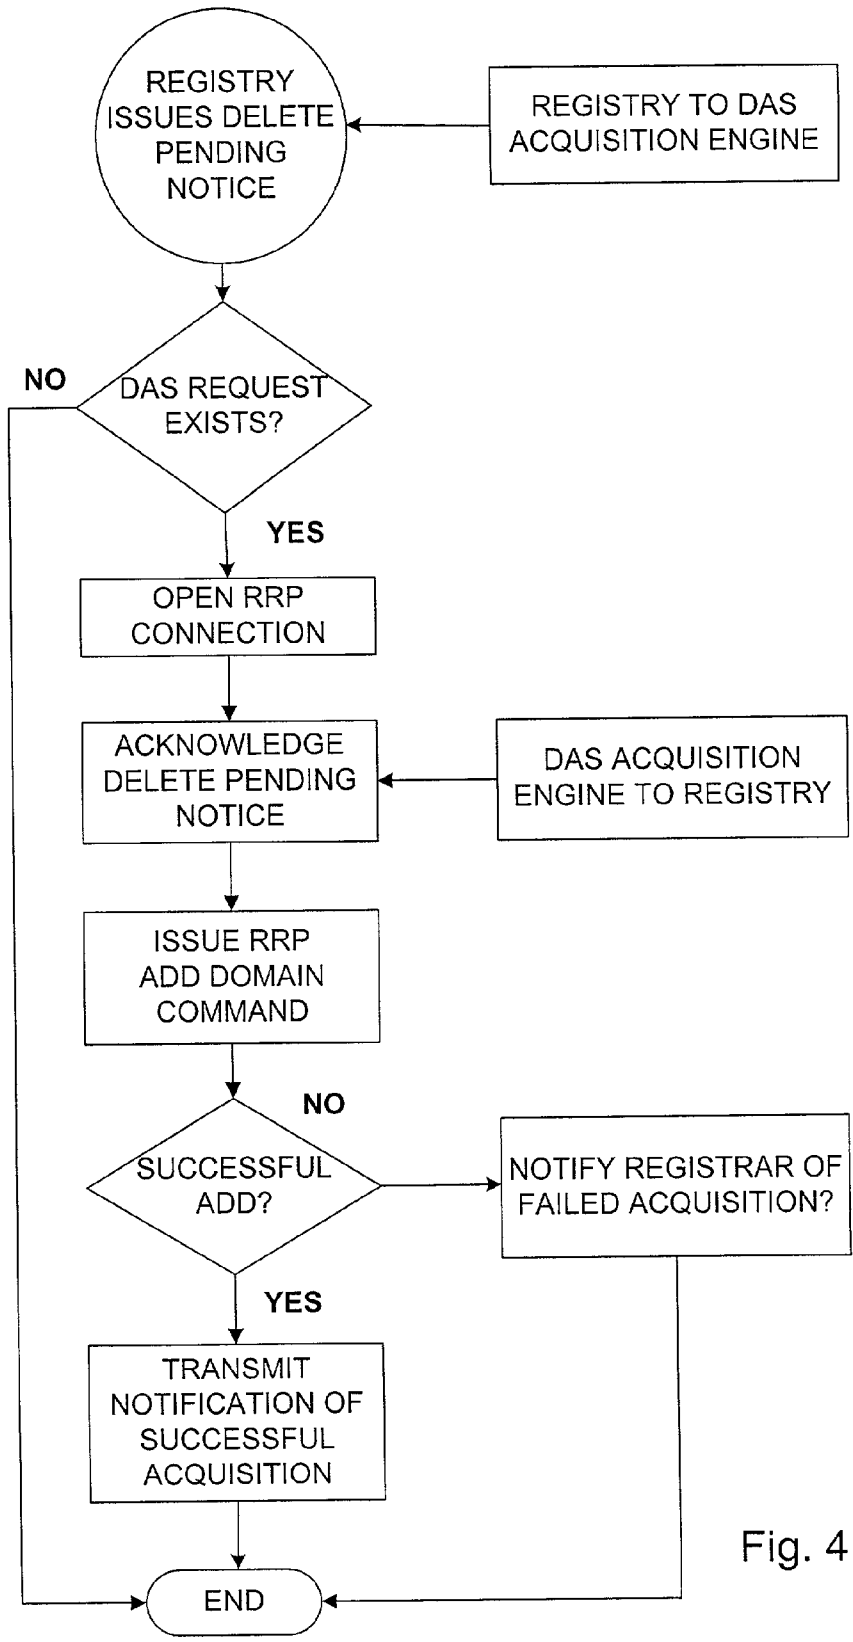 REGISTRY
ISSUES DELETE
PENDING
NOTICE
REGISTRY TO DAS
ACQUISITION ENGINE
NO
DAS REQUEST
EXISTS?
YES
OPEN RRP
CONNECTION
ACKNOWLEDGE
DELETE PENDING
NOTICE
DAS ACQUISITION
ENGINE TO REGISTRY
ISSUE RRP
ADD DOMAIN
COMMAND
NO
SUCCESSFUL
ADD?
NOTIFY REGISTRAR OF
FAILED ACQUISITION?
YES
TRANSMIT
NOTIFICATION OF
SUCCESSFUL
ACQUISITION
Fig. 4
END